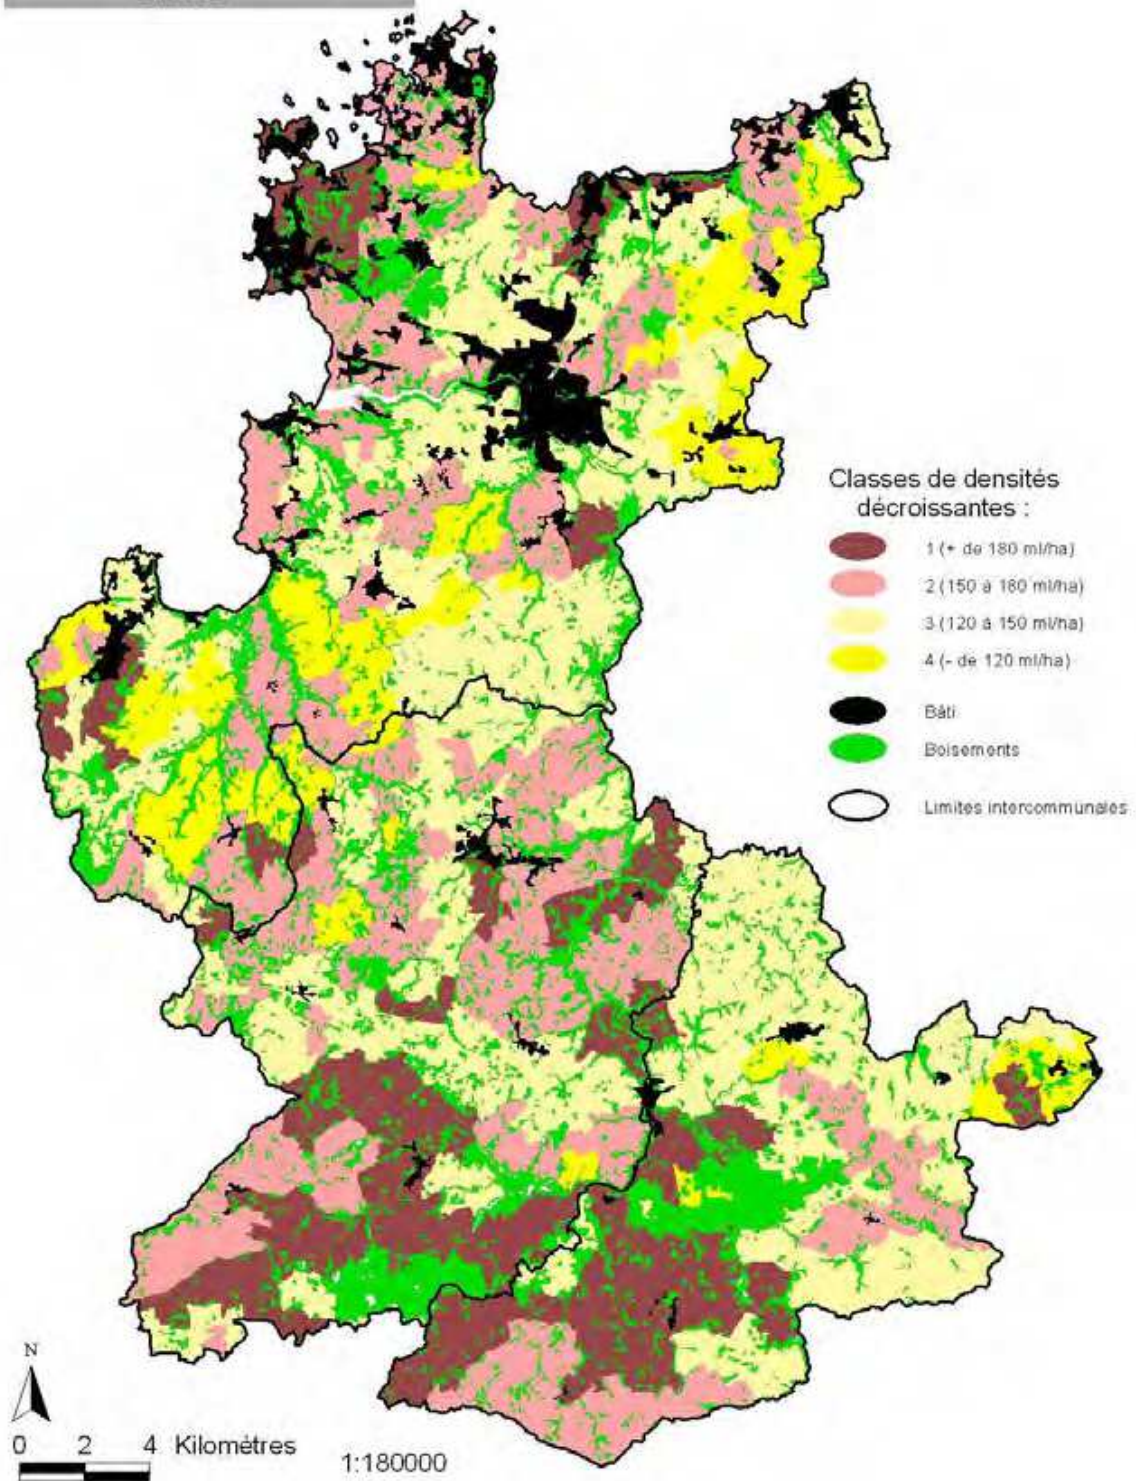 Classes de densités
décroissantes :
1 (+ de 180 ml/ha)
2 (150 à 180 ml/ha)
3 (120 à 150 ml/ha)
4 (- de 120 ml/ha)
Bâti
Boisements
Limites intercommunales
N
0 2 4 Kilomètres
1:180000